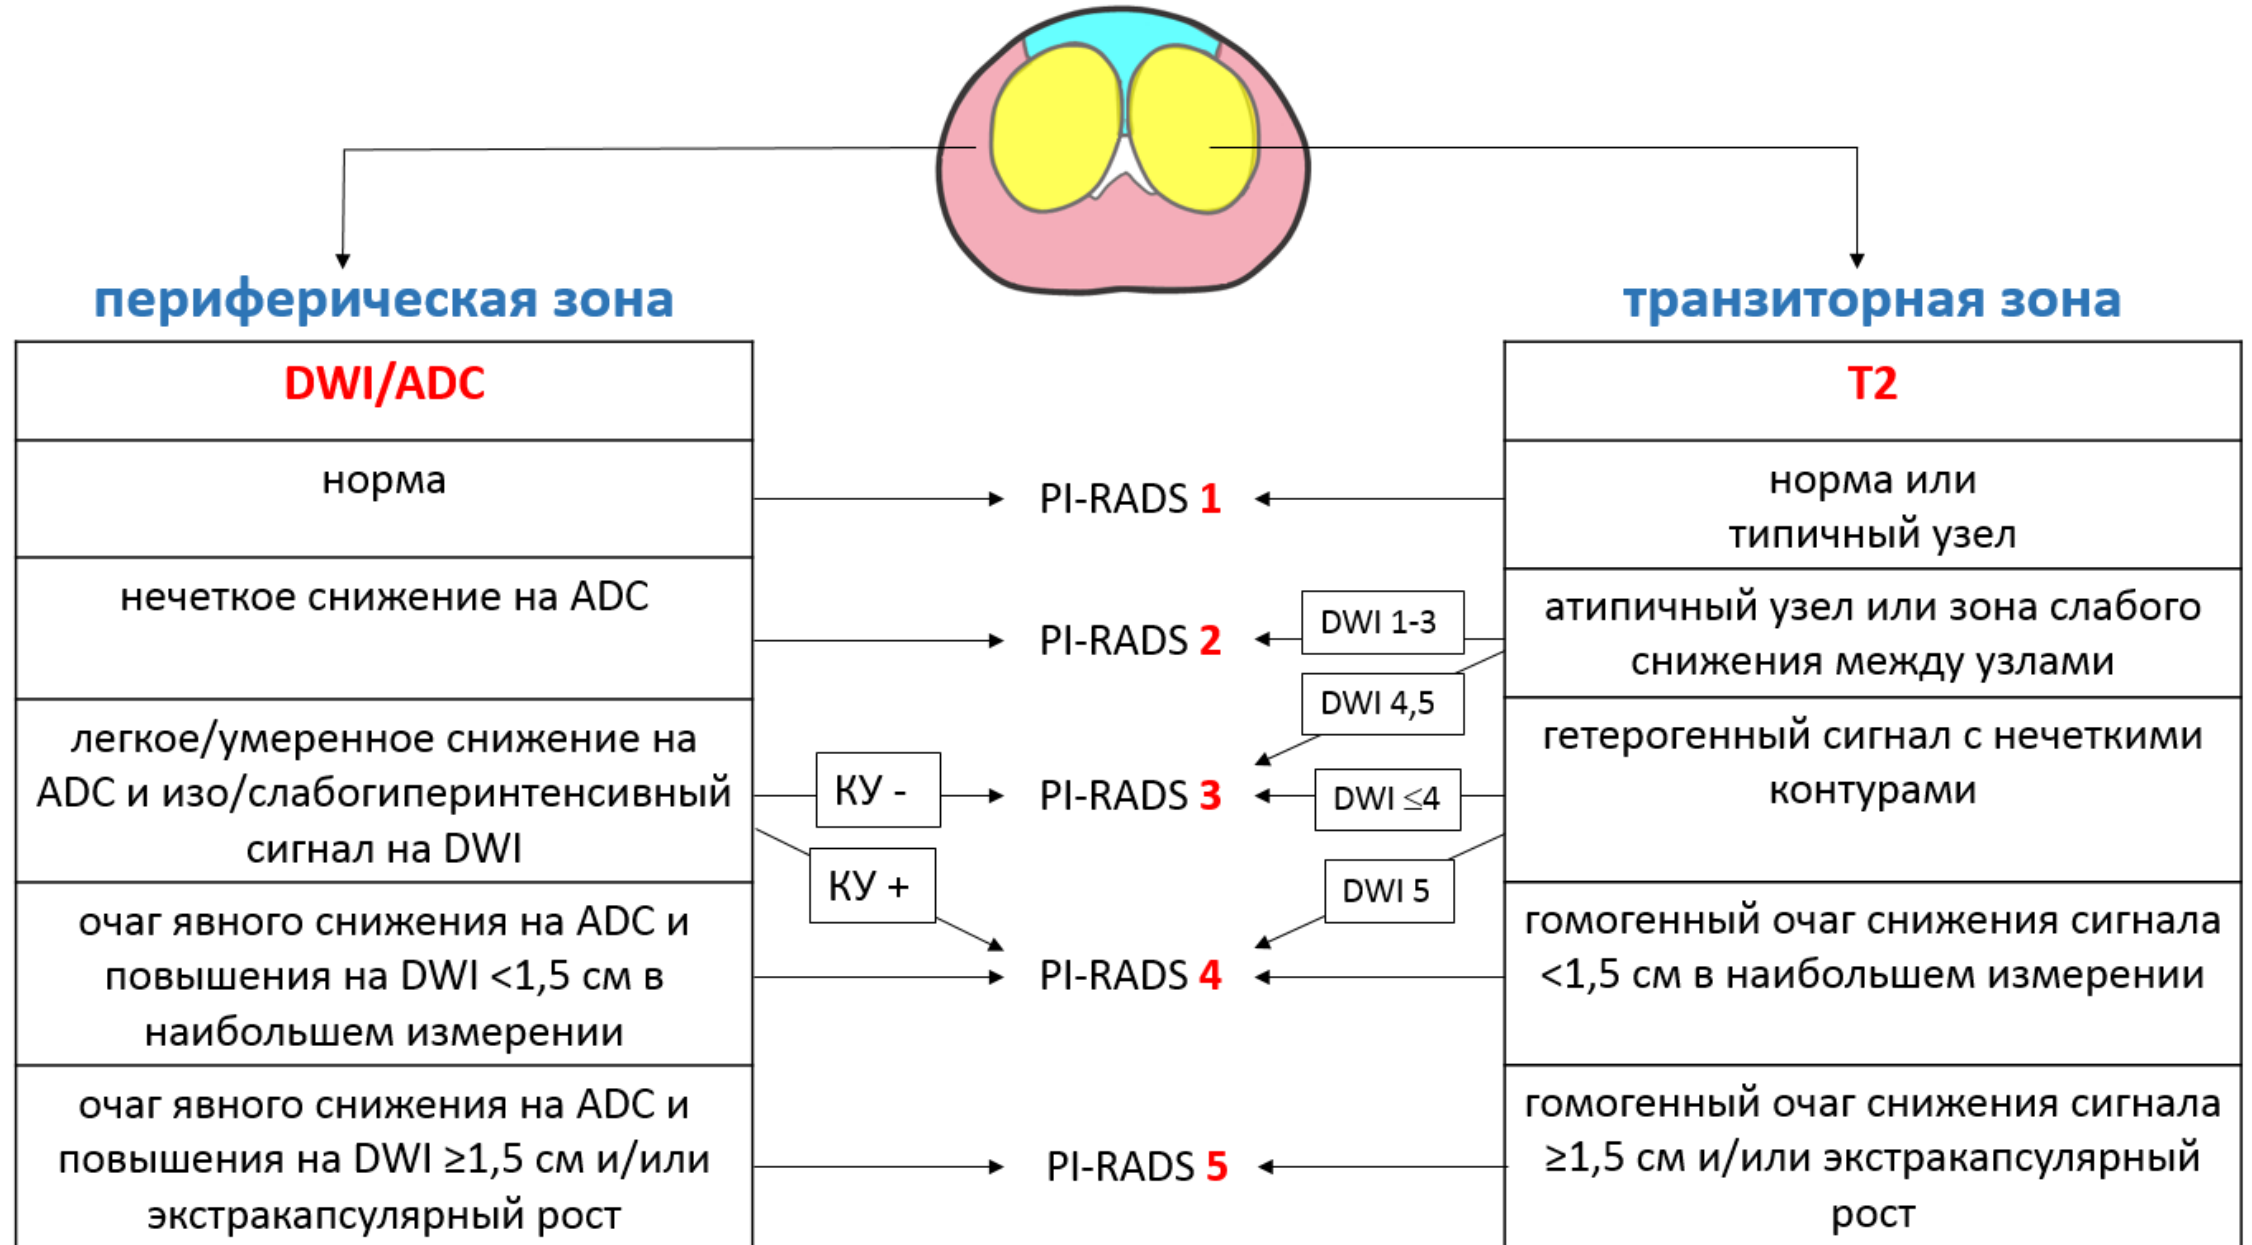 периферическая зона
DWI/ADC
норма
нечеткое снижение на ADC
легкое/умеренное снижение на
ADC и изо/слабогиперинтенсивный
сигнал на DWI
очаг явного снижения на ADC и
повышения на DWI <1,5 см в
наибольшем измерении
очаг явного снижения на ADC и
повышения на DWI ≥1,5 см и/или
экстракапсулярный рост
КУ -
КУ +
PI-RADS 1
PI-RADS 2
PI-RADS 3
PI-RADS 4
PI-RADS 5
DWI 1-3
DWI 4,5
DWI ≤4
DWI 5
транзиторная зона
T2
норма или
типичный узел
атипичный узел или зона слабого
снижения между узлами
гетерогенный сигнал с нечеткими
контурами
гомогенный очаг снижения сигнала
<1,5 см в наибольшем измерении
гомогенный очаг снижения сигнала
≥1,5 см и/или экстракапсулярный
рост